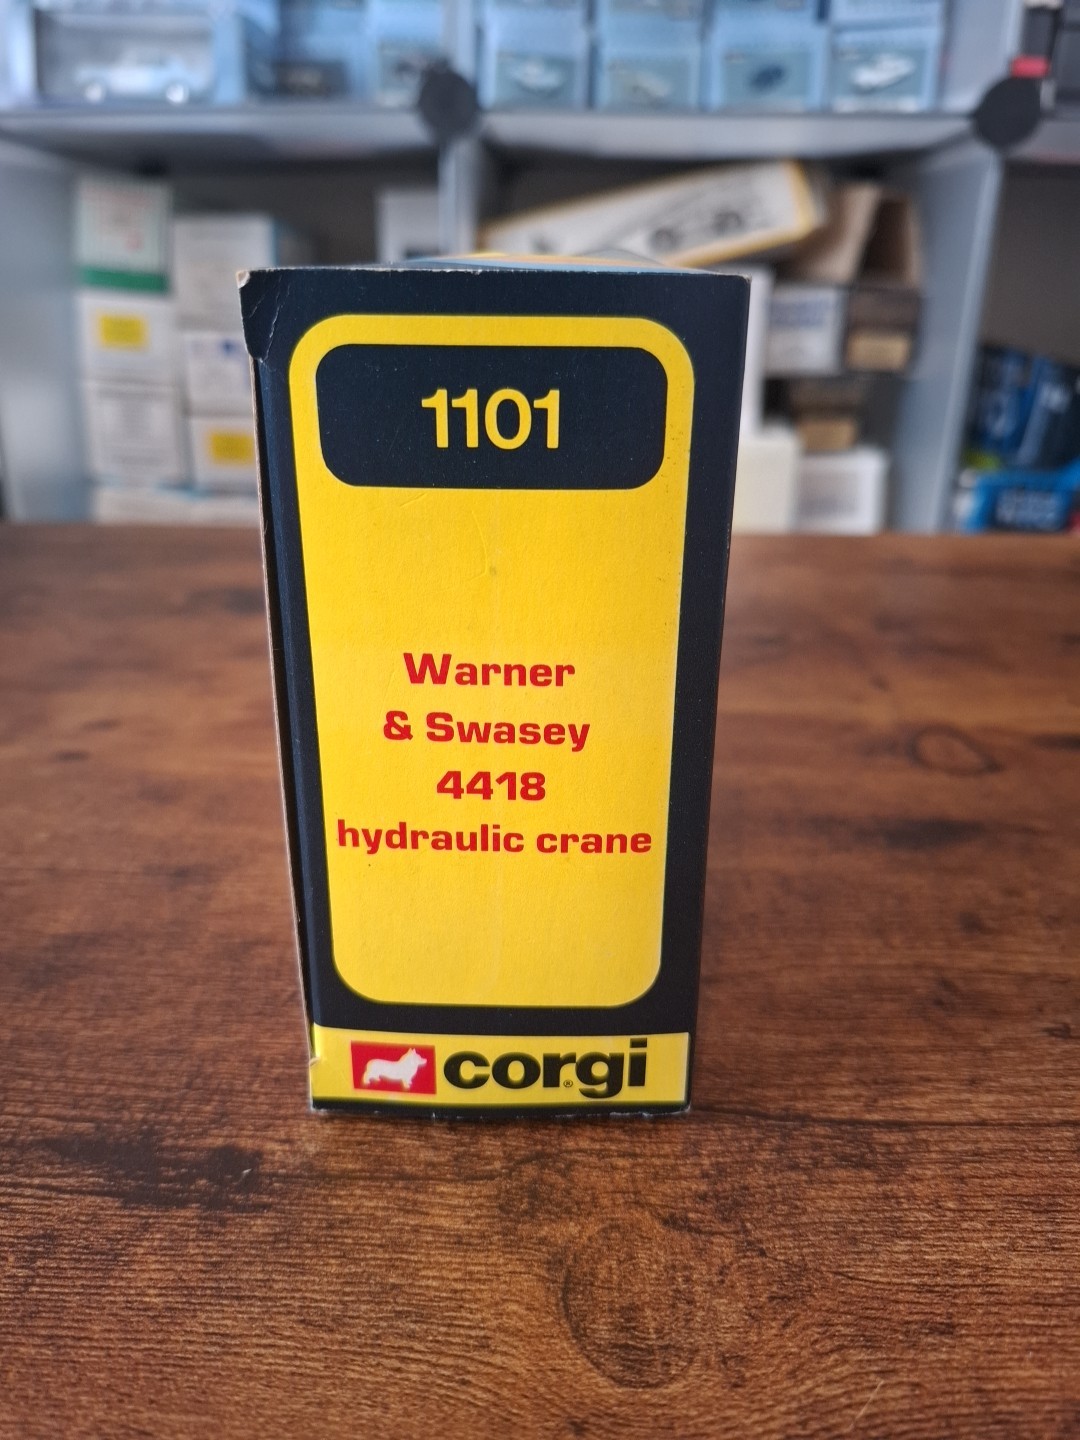 1101
Warner
& Swasey
4418
hydraulic crane
corgi®